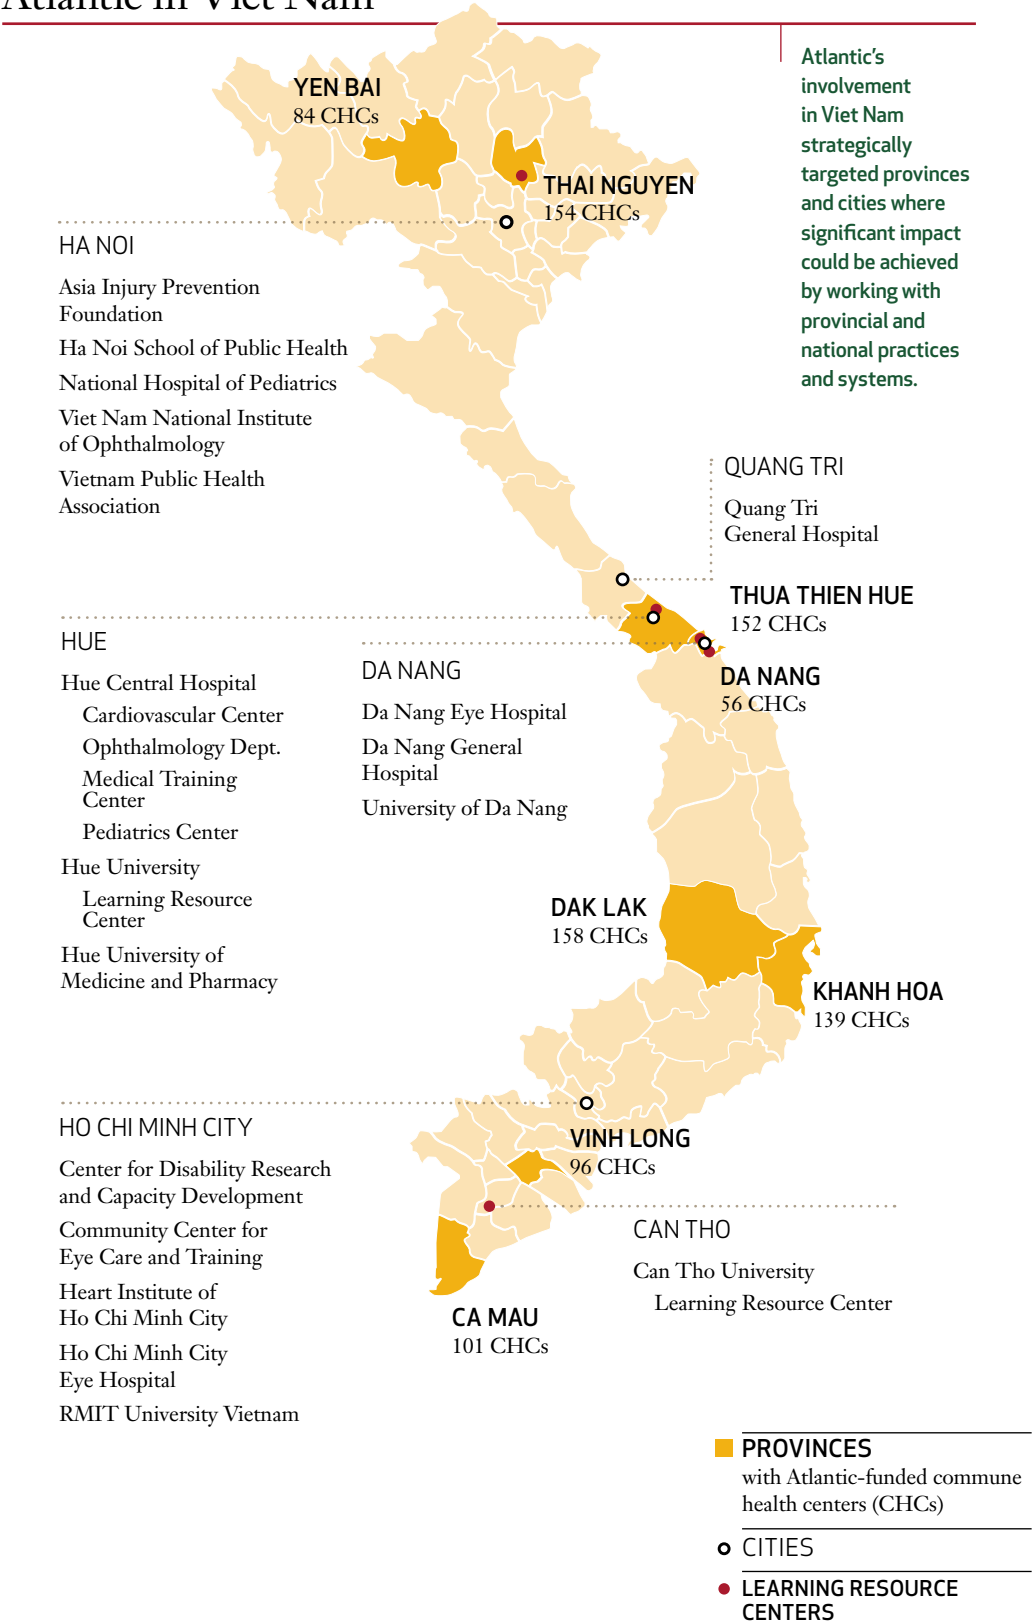 Atlantic in Viet Nam
Atlantic's
involvement
in Viet Nam
strategically
targeted provinces
and cities where
significant impact
could be achieved
by working with
provincial and
national practices
and systems.
YEN BAI
84 CHCs
THAI NGUYEN
154 CHCs
HA NOI
Asia Injury Prevention
Foundation
Ha Noi School of Public Health
National Hospital of Pediatrics
Viet Nam National Institute
of Ophthalmology
Vietnam Public Health
Association
QUANG TRI
Quang Tri
General Hospital
THUA THIEN HUE
152 CHCs
HUE
Hue Central Hospital
Cardiovascular Center
Ophthalmology Dept.
Medical Training
Center
Pediatrics Center
Hue University
Learning Resource
Center
Hue University of
Medicine and Pharmacy
DA NANG
Da Nang Eye Hospital
Da Nang General
Hospital
University of Da Nang
DA NANG
56 CHCs
DAK LAK
158 CHCs
KHANH HOA
139 CHCs
HO CHI MINH CITY
Center for Disability Research
and Capacity Development
Community Center for
Eye Care and Training
Heart Institute of
Ho Chi Minh City
Ho Chi Minh City
Eye Hospital
RMIT University Vietnam
VINH LONG
96 CHCs
CAN THO
Can Tho University
Learning Resource Center
CA MAU
101 CHCs
PROVINCES
with Atlantic-funded commune
health centers (CHCs)
CITIES
LEARNING RESOURCE
CENTERS